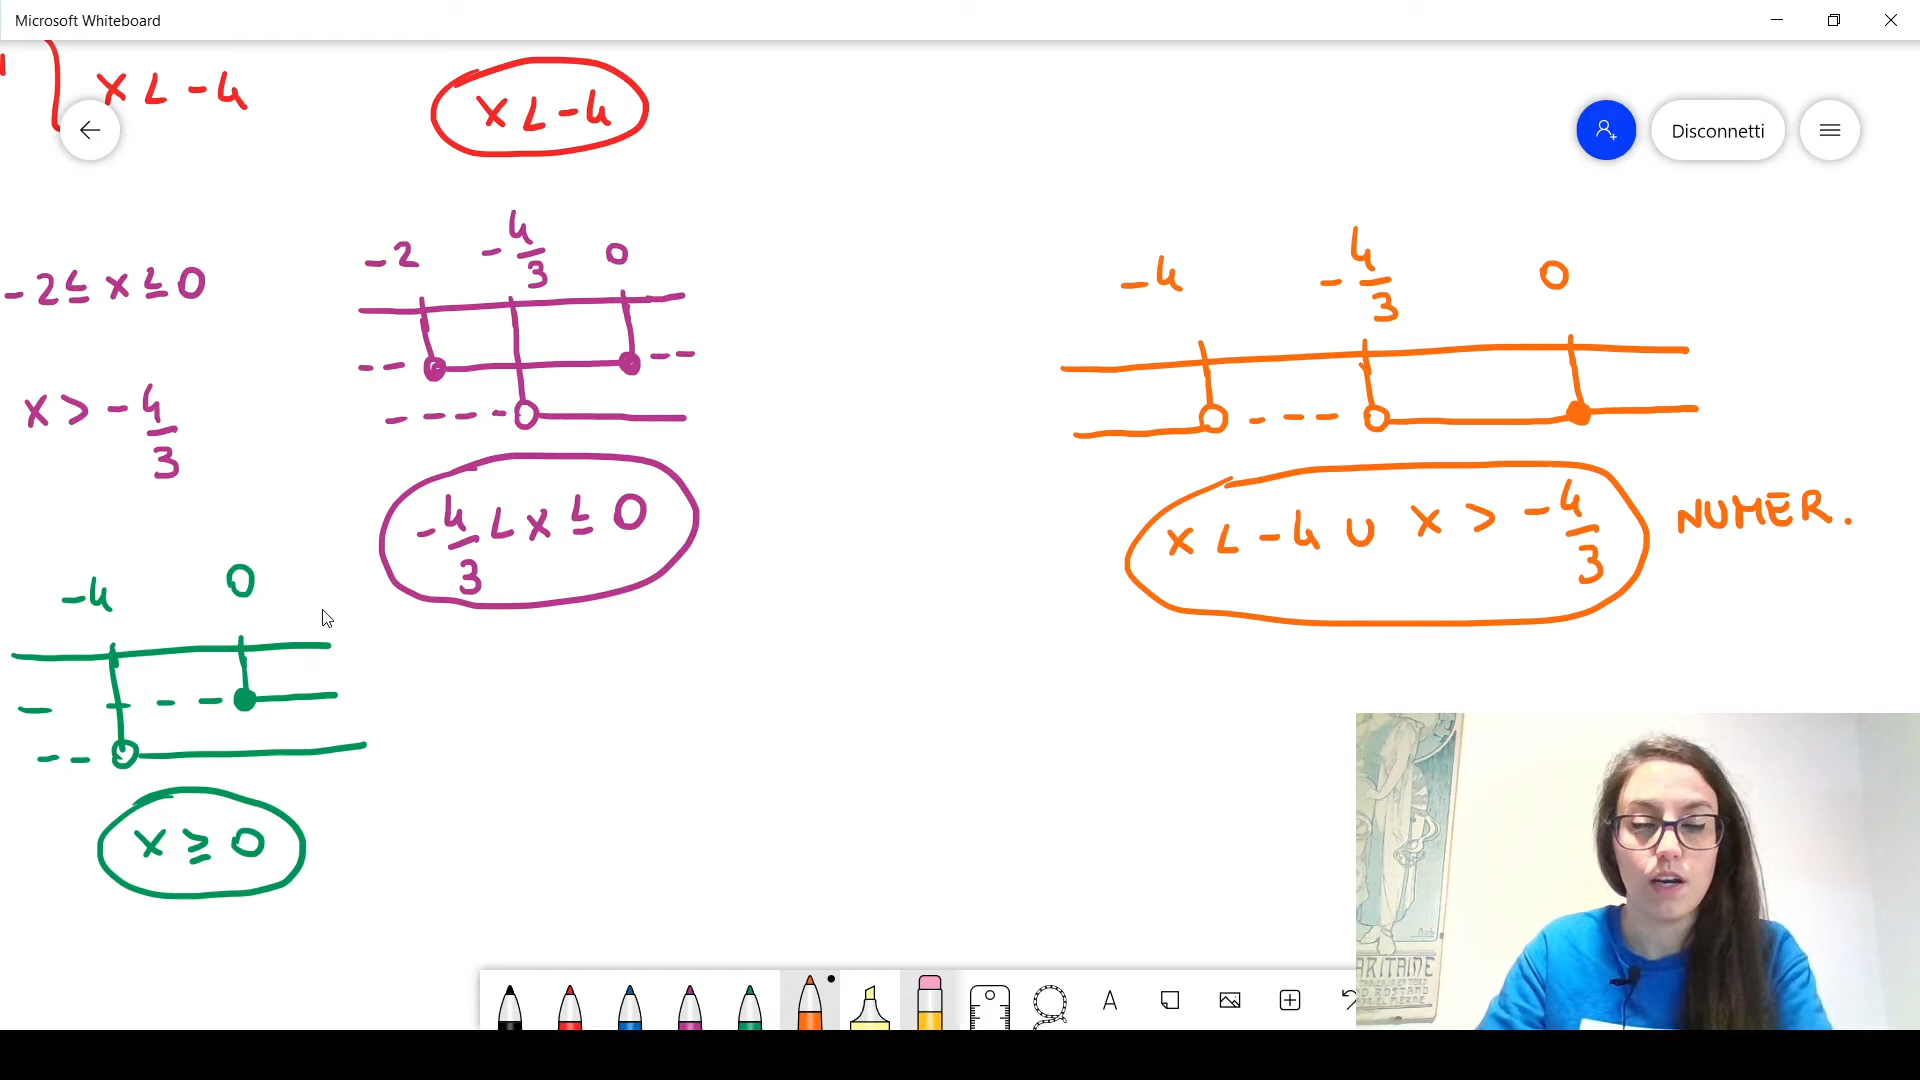 Microsoft Whiteboard
x < -4
x < -4
Disconnetti
-2 ≤ x ≤ 0
-2 -4/3 0
-4 -4/3 0
x > -4/3
-4/3 < x ≤ 0
x < -4 ∪ x > -4/3 NUMER.
-4 0
x ≥ 0
A
ARITAINE